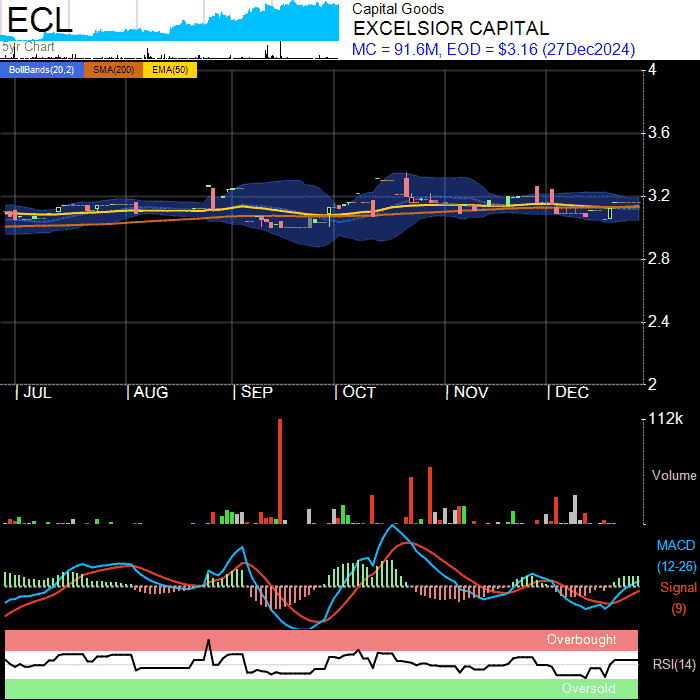 ECL
5yr Chart
Capital Goods
EXCELSIOR CAPITAL
MC = 91.6M, EOD = $3.16 (27Dec2024)
BollBands(20,2) SMA(200) EMA(50)
4
3.6
3.2
2.8
2.4
2
JUL AUG SEP OCT NOV DEC
112k
Volume
MACD
(12-26)
Signal
(9)
Overbought
RSI(14)
Oversold